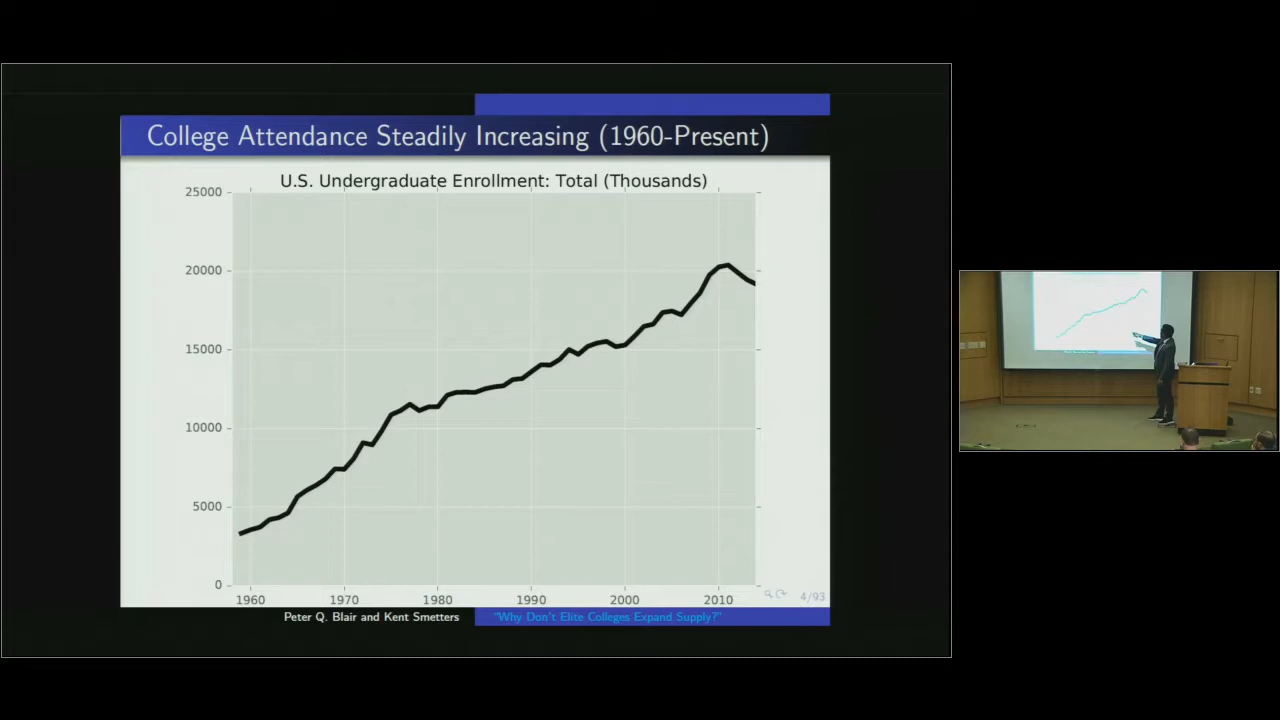 College Attendance Steadily Increasing (1960-Present)
U.S. Undergraduate Enrollment: Total (Thousands)
25000
20000
15000
10000
5000
0
1960 1970 1980 1990 2000 2010
4/93
Peter Q. Blair and Kent Smetters "Why Don't Elite Colleges Expand Supply?"